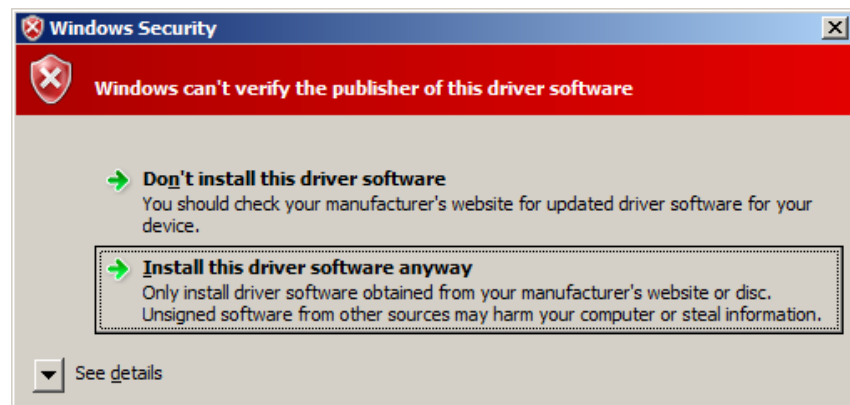 Windows Security
Windows can't verify the publisher of this driver software
Don't install this driver software
You should check your manufacturer's website for updated driver software for your
device.
Install this driver software anyway
Only install driver software obtained from your manufacturer's website or disc.
Unsigned software from other sources may harm your computer or steal information.
See details